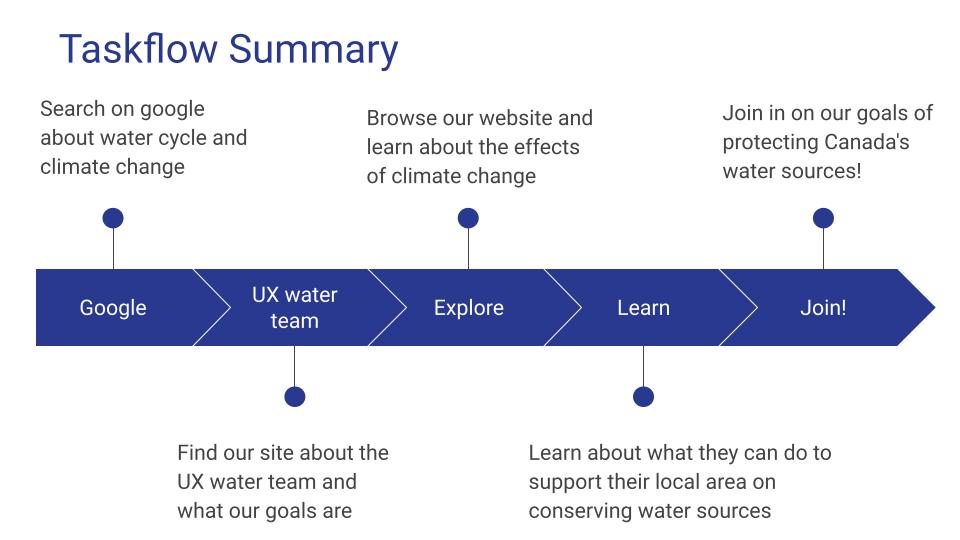 Taskflow Summary
Search on google
about water cycle and
climate change
Browse our website and
learn about the effects
of climate change
Join in on our goals of
protecting Canada's
water sources!
Google
UX water
team
Explore
Learn
Join!
Find our site about the
UX water team and
what our goals are
Learn about what they can do to
support their local area on
conserving water sources